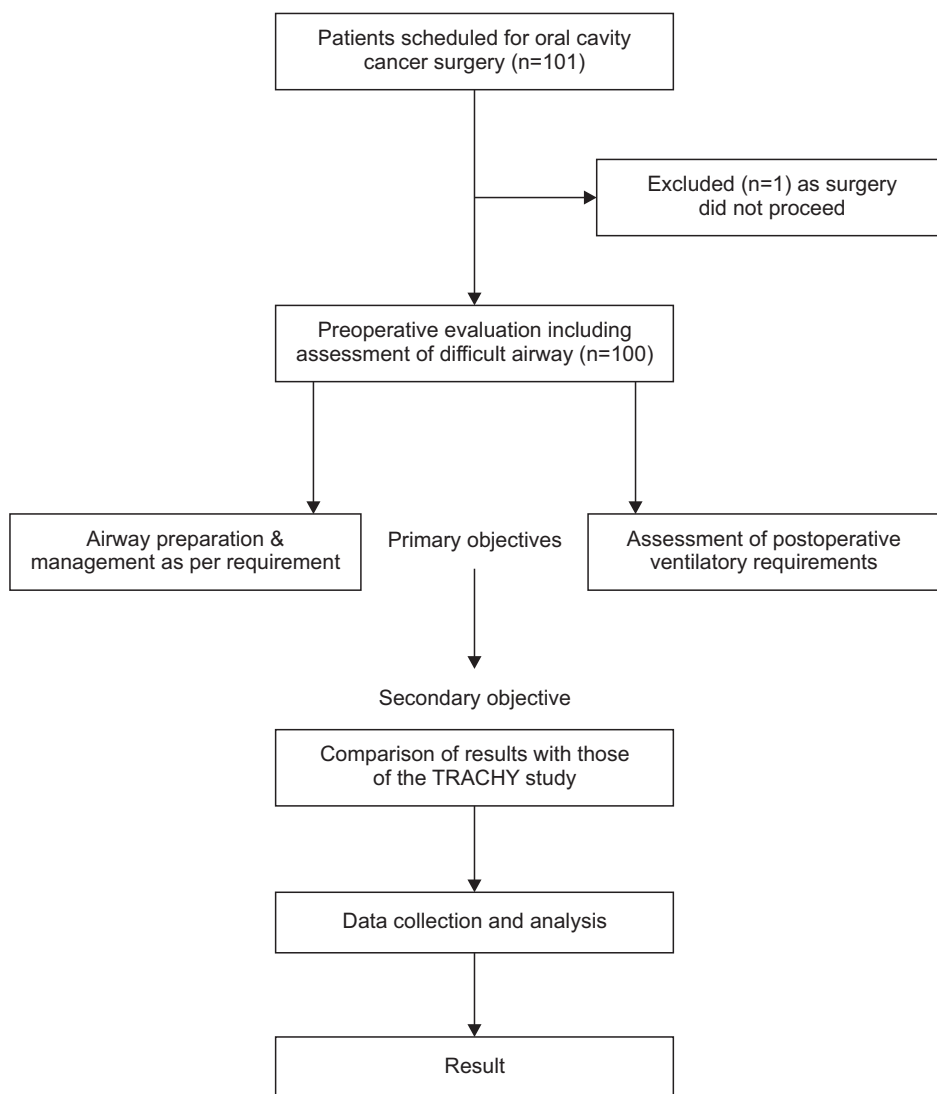 Patients scheduled for oral cavity
cancer surgery (n=101)
Excluded (n=1) as surgery
did not proceed
Preoperative evaluation including
assessment of difficult airway (n=100)
Airway preparation &
management as per requirement
Primary objectives
Assessment of postoperative
ventilatory requirements
Secondary objective
Comparison of results with those
of the TRACHY study
Data collection and analysis
Result